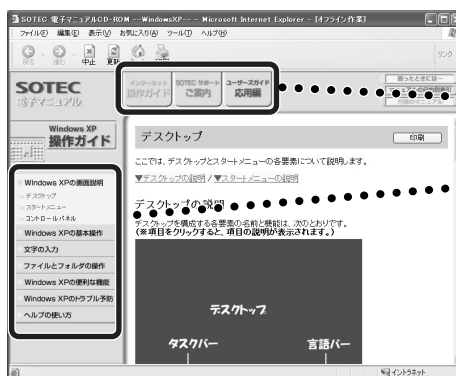 SOTEC 電子マニュアルCD-ROM --WindowsXP-- - Microsoft Internet Explorer - [オフライン作業]
ファイル(F) 編集(E) 表示(V) お気に入り(A) ツール(T) ヘルプ(H)
戻る 進む 中止 更新
リンク
SOTEC
電子マニュアル
インターネット
操作ガイド
SOTEC サポート
ご案内
ユーザーズガイド
応用編
困ったときには…
Windows XP
操作ガイド
デスクトップ
印刷
ここでは、デスクトップとスタートメニューの各要素について説明します。
▼デスクトップの説明 / ▼スタートメニューの説明
Windows XPの画面説明
デスクトップ
スタートメニュー
コントロールパネル
Windows XPの基本操作
文字の入力
ファイルとフォルダの操作
Windows XPの便利な機能
Windows XPのトラブル予防
ヘルプの使い方
デスクトップの説明
デスクトップを構成する各要素の名前と機能は、次のとおりです。
(※項目をクリックすると、項目の説明が表示されます。)
デスクトップ
タスクバー
言語バー
イントラネット